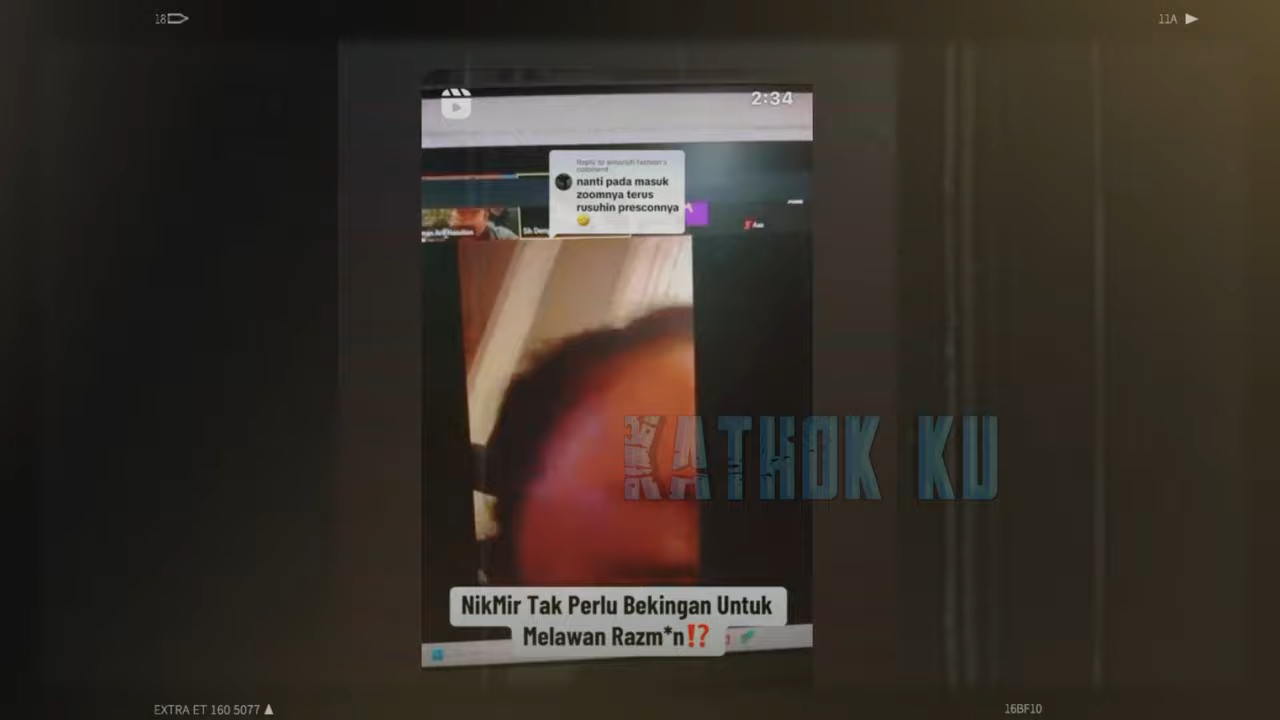 18
11A
2:34
nanti pada masuk
zoomnya terus
rusuhin presconnya
KATHOK KU
NikMir Tak Perlu Bekingan Untuk
Melawan Razm*n⁉️
EXTRA ET 160 5077
16BF10